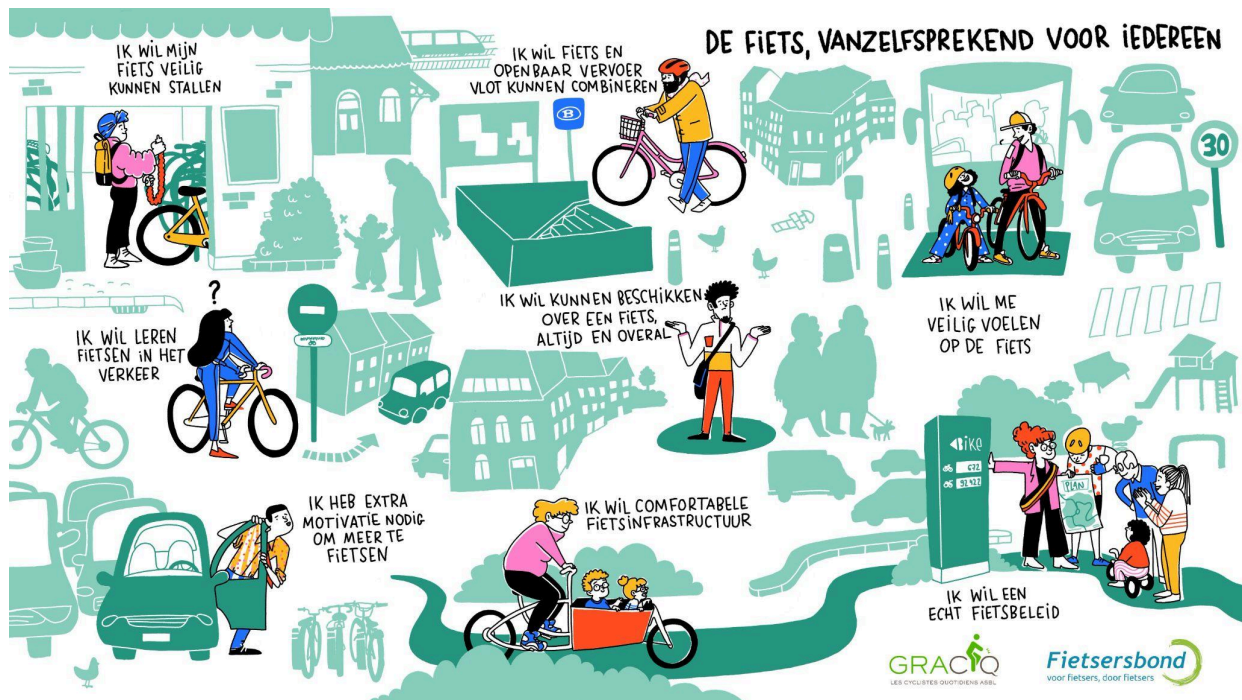 DE FIETS, VANZELFSPREKEND VOOR IEDEREEN
IK WIL MIJN
FIETS VEILIG
KUNNEN STALLEN
IK WIL FIETS EN
OPENBAAR VERVOER
VLOT KUNNEN COMBINEREN
B
30
IK WIL LEREN
FIETSEN IN HET
VERKEER
?
IK WIL KUNNEN BESCHIKKEN
OVER EEN FIETS,
ALTIJD EN OVERAL
IK WIL ME
VEILIG VOELEN
OP DE FIETS
IK HEB EXTRA
MOTIVATIE NODIG
OM MEER TE
FIETSEN
IK WIL COMFORTABELE
FIETSINFRASTRUCTUUR
BIKE
672
92 427
PLAN
IK WIL EEN
ECHT FIETSBELEID
GRACQ
LES CYCLISTES QUOTIDIENS ASBL
Fietsersbond
voor fietsers, door fietsers